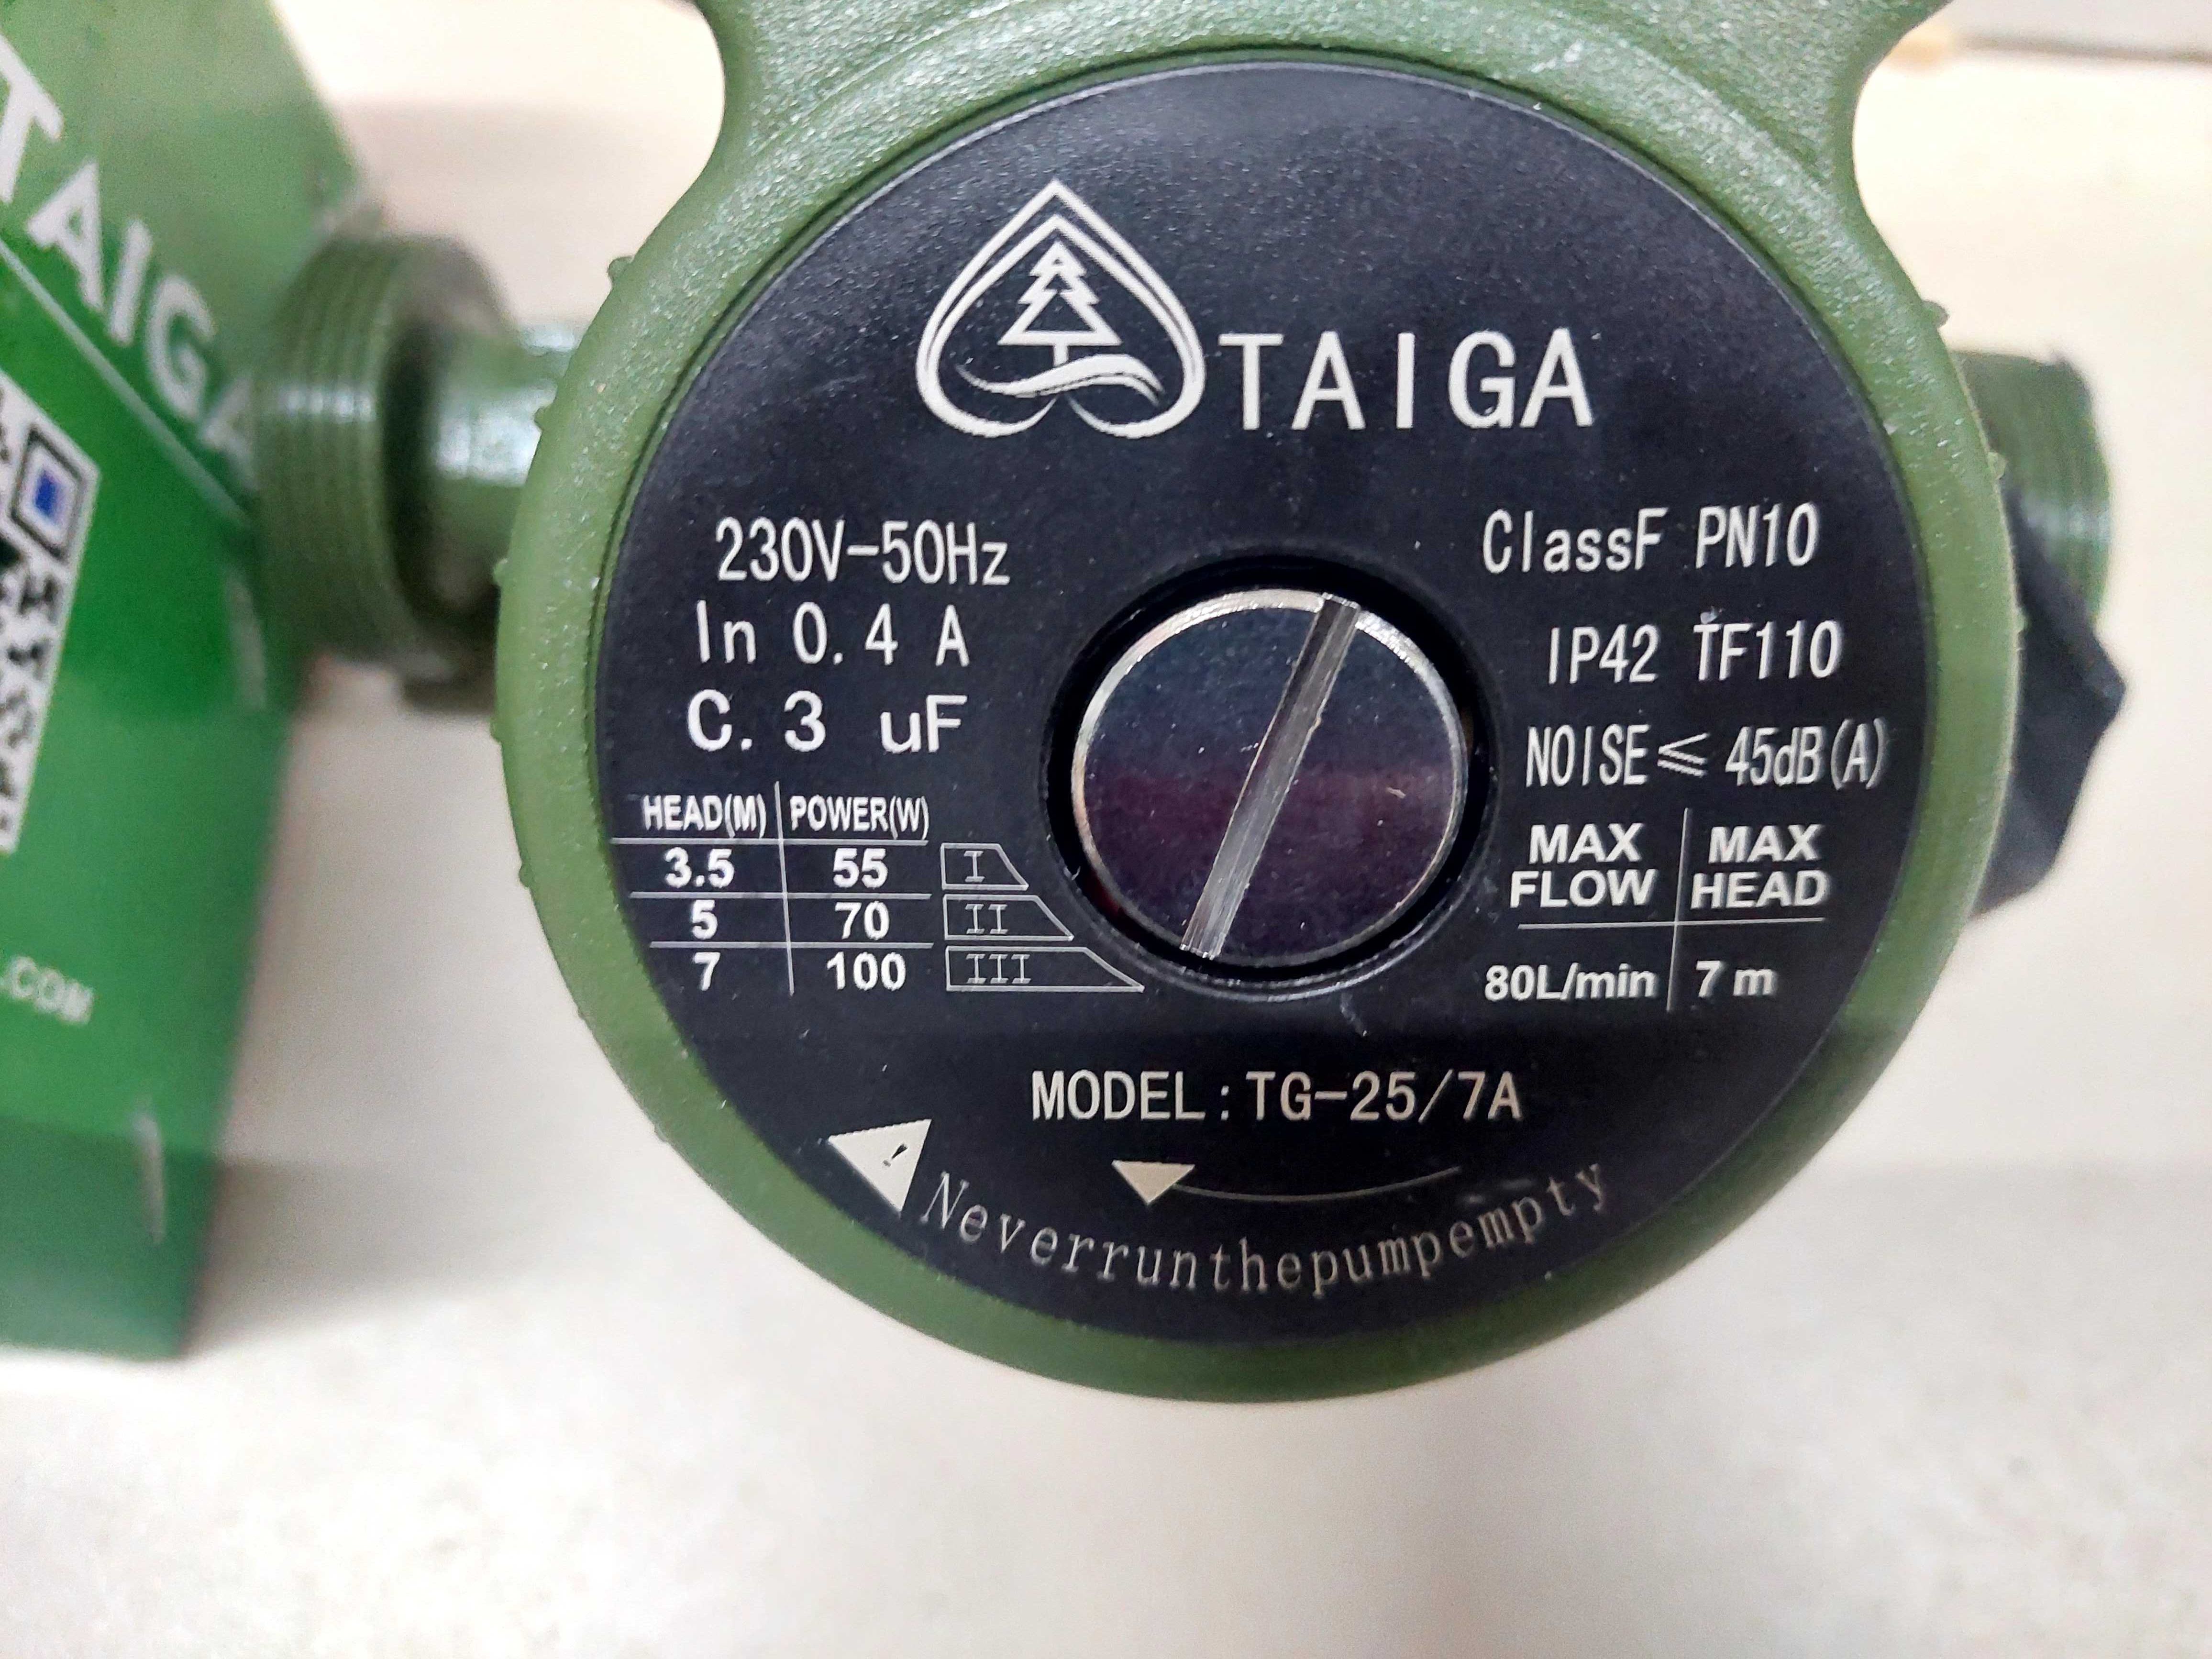 TAIGA
.COM
TAIGA
230V-50Hz
In 0.4 A
C. 3 uF
HEAD(M) POWER(W)
3.5 55 I
5 70 II
7 100 III
ClassF PN10
IP42 TF110
NOISE≤ 45dB(A)
MAX FLOW MAX HEAD
80L/min 7 m
MODEL:TG-25/7A
! Neverrunthepumpempty